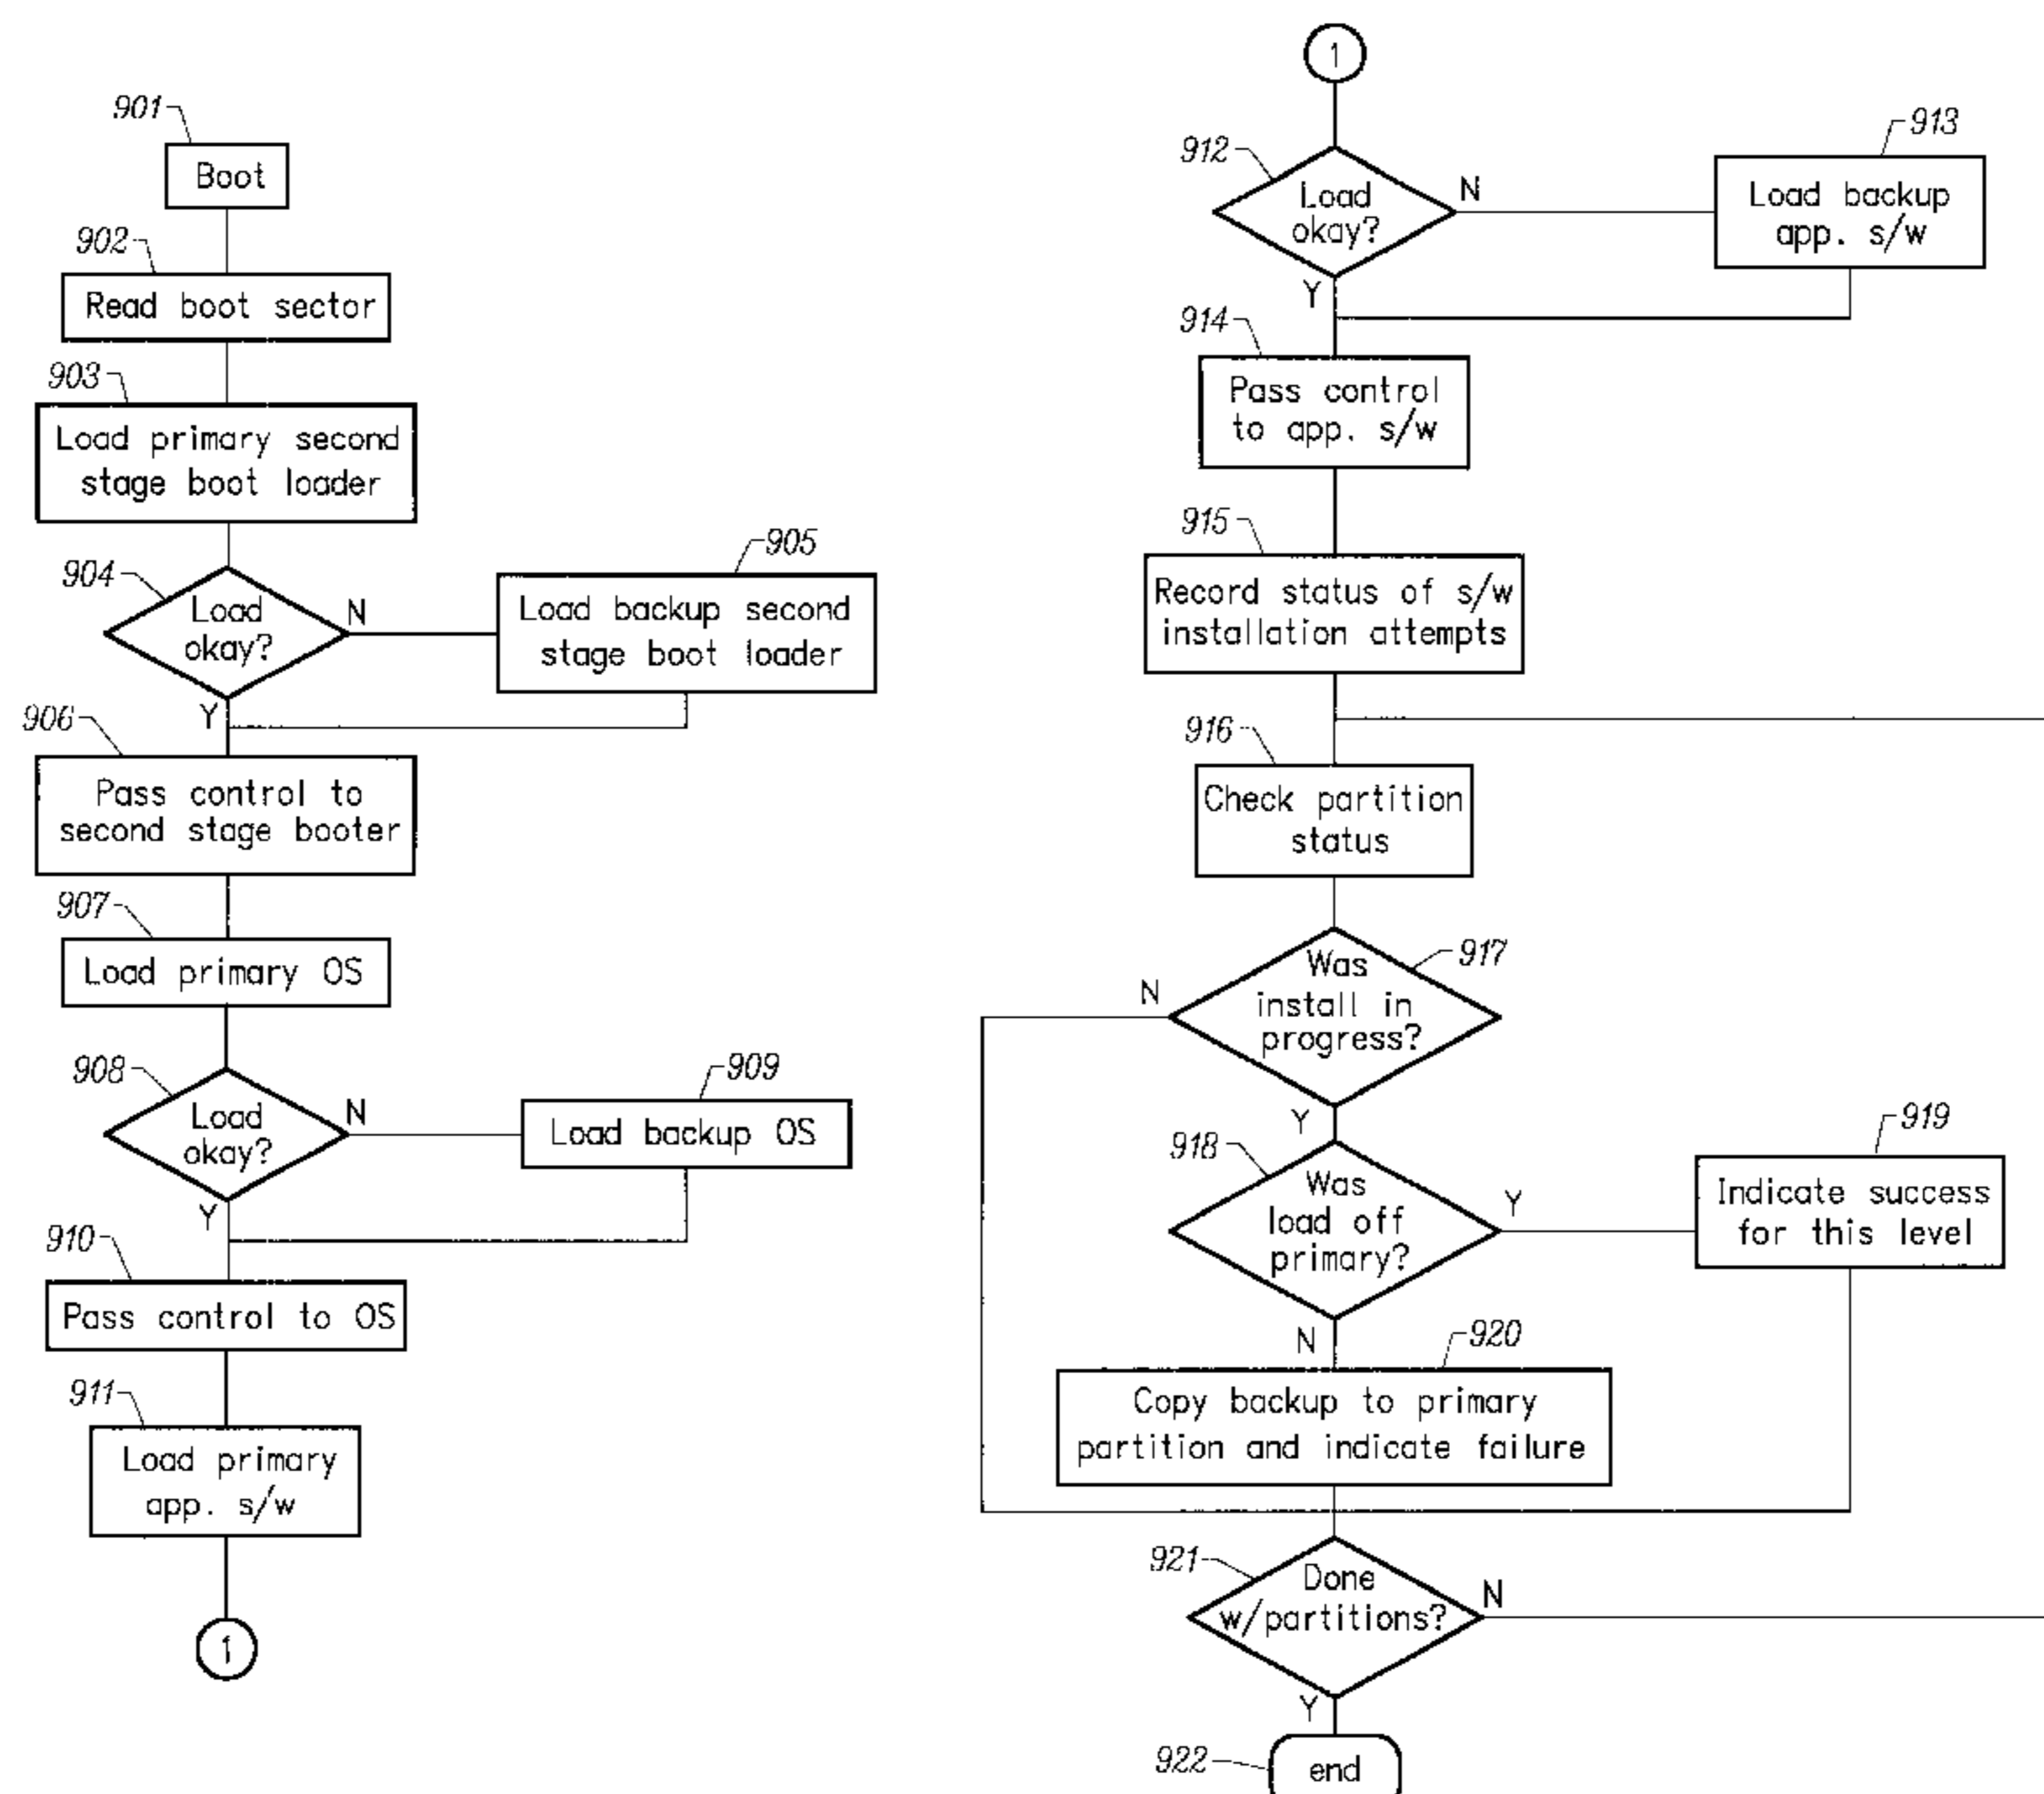 901
Boot
902
Read boot sector
903
Load primary second
stage boot loader
904
Load
okay?
N
Y
905
Load backup second
stage boot loader
906
Pass control to
second stage booter
907
Load primary OS
908
Load
okay?
N
Y
909
Load backup OS
910
Pass control to OS
911
Load primary
app. s/w
1
1
912
Load
okay?
N
Y
913
Load backup
app. s/w
914
Pass control
to app. s/w
915
Record status of s/w
installation attempts
916
Check partition
status
917
Was
install in
progress?
N
Y
918
Was
load off
primary?
Y
N
919
Indicate success
for this level
920
Copy backup to primary
partition and indicate failure
921
Done
w/partitions?
N
Y
922
end